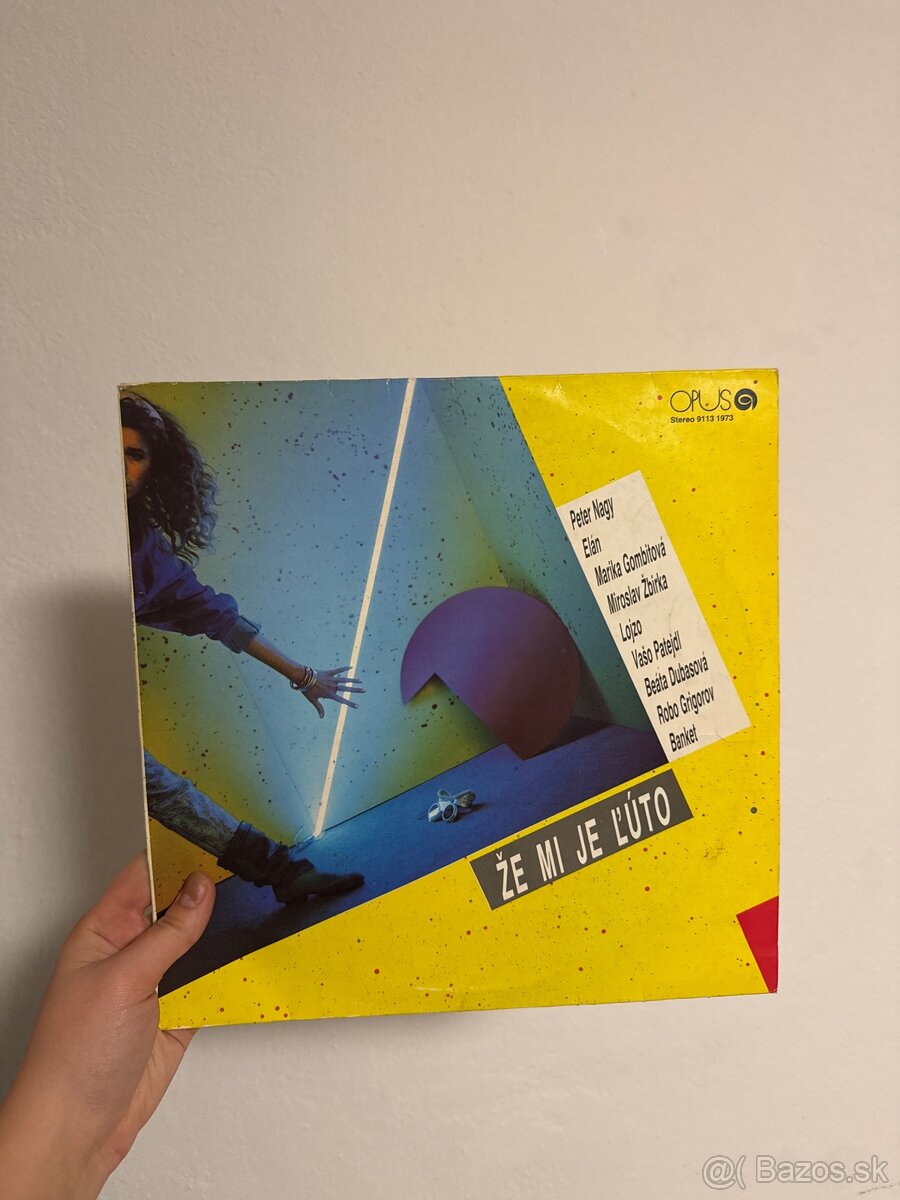 OPUS
Stereo 9113 1973
Peter Nagy
Elán
Marika Gombitová
Miroslav Žbirka
Lojzo
Vašo Patejdl
Beáta Dubasová
Robo Grigorov
Banket
ŽE MI JE ĽÚTO
@( Bazos.sk